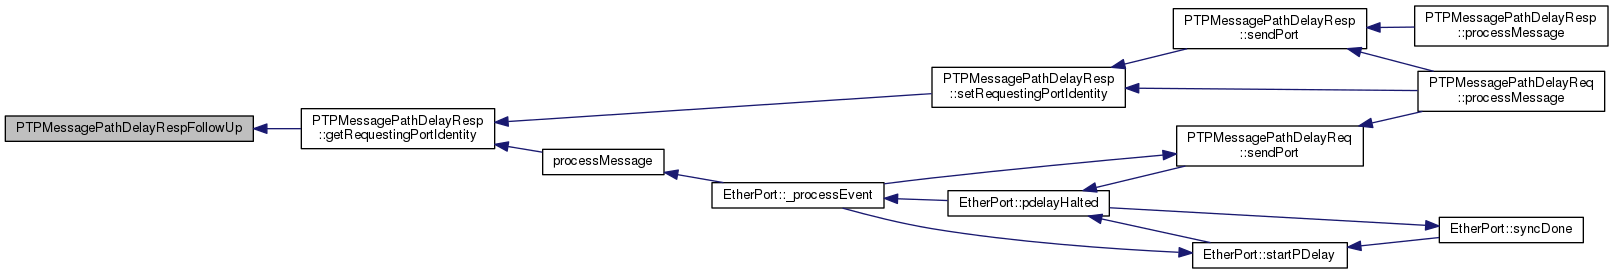 PTPMessagePathDelayRespFollowUp
PTPMessagePathDelayResp
::getRequestingPortIdentity
processMessage
PTPMessagePathDelayResp
::setRequestingPortIdentity
EtherPort::_processEvent
EtherPort::pdelayHalted
PTPMessagePathDelayResp
::sendPort
PTPMessagePathDelayReq
::sendPort
EtherPort::startPDelay
PTPMessagePathDelayResp
::processMessage
PTPMessagePathDelayReq
::processMessage
EtherPort::syncDone